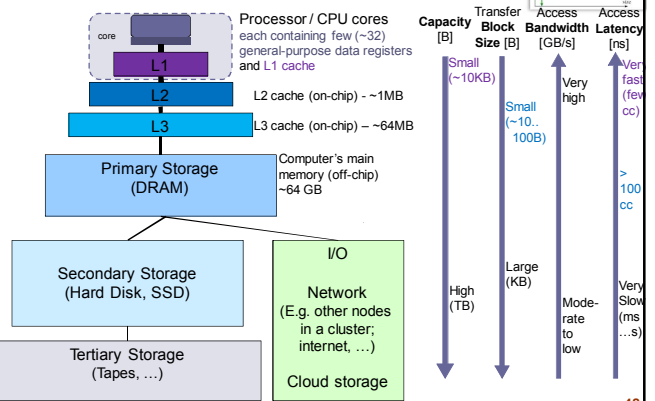 core
L1
L2
L3
Processor / CPU cores
each containing few (~32)
general-purpose data registers
and L1 cache
L2 cache (on-chip) - ~1MB
L3 cache (on-chip) – ~64MB
Primary Storage
(DRAM)
Computer's main
memory (off-chip)
~64 GB
Secondary Storage
(Hard Disk, SSD)
Tertiary Storage
(Tapes, …)
I/O
Network
(E.g. other nodes
in a cluster;
internet, …)
Cloud storage
Capacity
[B]
Small
(~10KB)
High
(TB)
Transfer
Block
Size [B]
Small
(~10..
100B)
Large
(KB)
Access
Bandwidth
[GB/s]
Very
high
Mode-
rate
to
low
Access
Latency
[ns]
Very
fast
(few
cc)
>
100
cc
Very
Slow
(ms
…s)